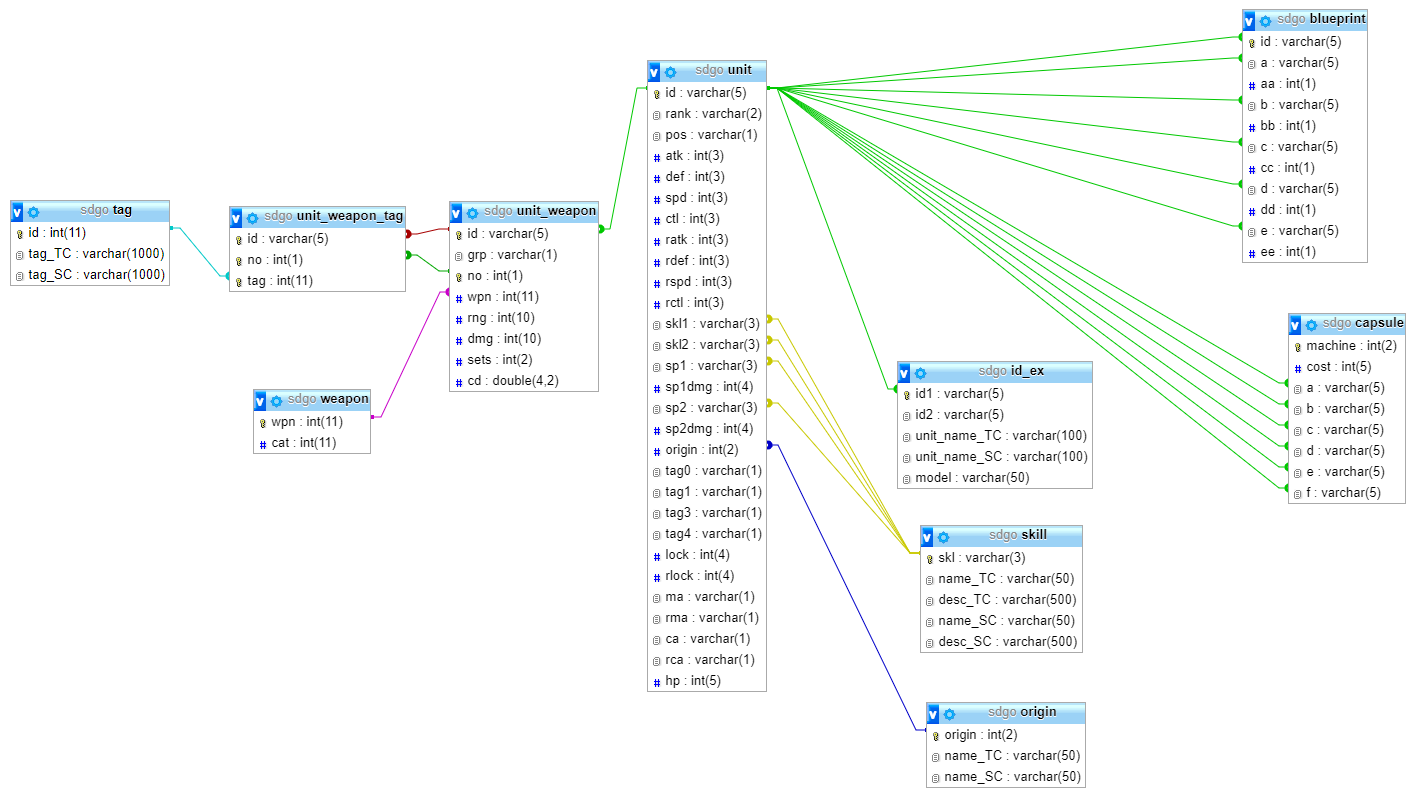 sdgo tag
id : int(11)
tag_TC : varchar(1000)
tag_SC : varchar(1000)
sdgo unit_weapon_tag
id : varchar(5)
no : int(1)
tag : int(11)
sdgo weapon
wpn : int(11)
cat : int(11)
sdgo unit_weapon
id : varchar(5)
grp : varchar(1)
no : int(1)
wpn : int(11)
rng : int(10)
dmg : int(10)
sets : int(2)
cd : double(4,2)
sdgo unit
id : varchar(5)
rank : varchar(2)
pos : varchar(1)
atk : int(3)
def : int(3)
spd : int(3)
ctl : int(3)
ratk : int(3)
rdef : int(3)
rspd : int(3)
rctl : int(3)
skl1 : varchar(3)
skl2 : varchar(3)
sp1 : varchar(3)
sp1dmg : int(4)
sp2 : varchar(3)
sp2dmg : int(4)
origin : int(2)
tag0 : varchar(1)
tag1 : varchar(1)
tag3 : varchar(1)
tag4 : varchar(1)
lock : int(4)
rlock : int(4)
ma : varchar(1)
rma : varchar(1)
ca : varchar(1)
rca : varchar(1)
hp : int(5)
sdgo id_ex
id1 : varchar(5)
id2 : varchar(5)
unit_name_TC : varchar(100)
unit_name_SC : varchar(100)
model : varchar(50)
sdgo skill
skl : varchar(3)
name_TC : varchar(50)
desc_TC : varchar(500)
name_SC : varchar(50)
desc_SC : varchar(500)
sdgo origin
origin : int(2)
name_TC : varchar(50)
name_SC : varchar(50)
sdgo blueprint
id : varchar(5)
a : varchar(5)
aa : int(1)
b : varchar(5)
bb : int(1)
c : varchar(5)
cc : int(1)
d : varchar(5)
dd : int(1)
e : varchar(5)
ee : int(1)
sdgo capsule
machine : int(2)
cost : int(5)
a : varchar(5)
b : varchar(5)
c : varchar(5)
d : varchar(5)
e : varchar(5)
f : varchar(5)